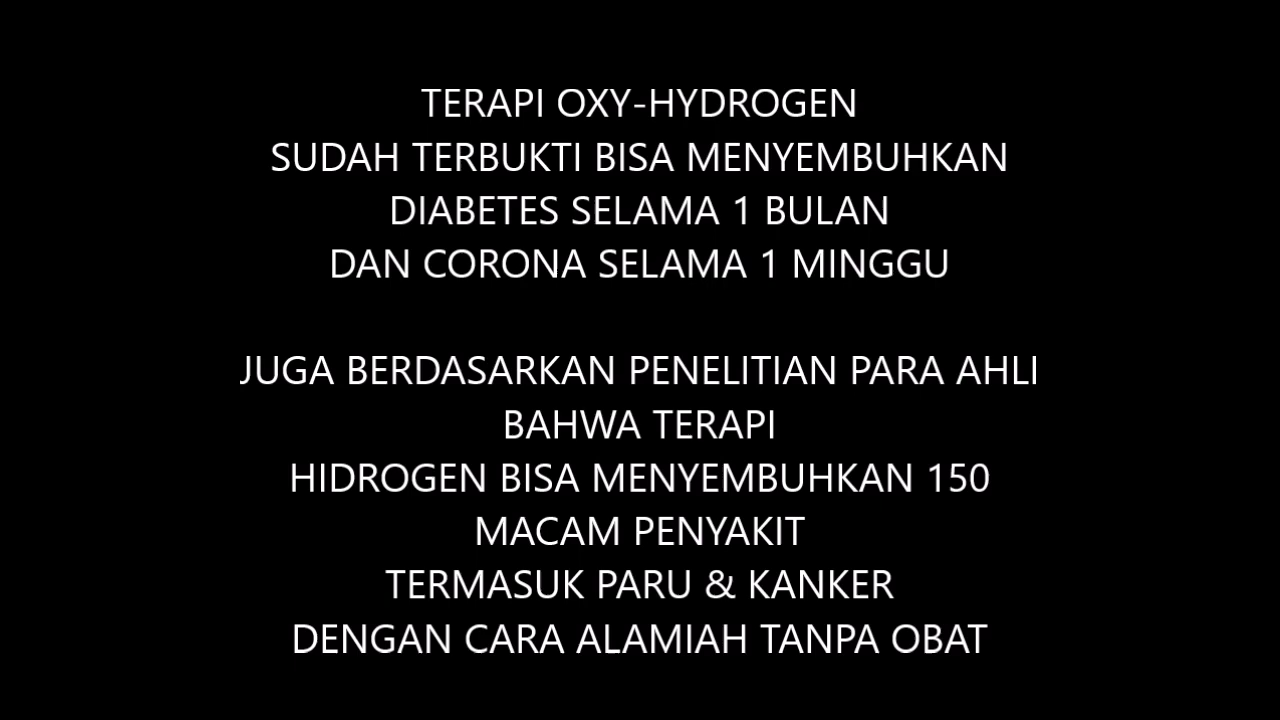 TERAPI OXY-HYDROGEN
SUDAH TERBUKTI BISA MENYEMBUHKAN
DIABETES SELAMA 1 BULAN
DAN CORONA SELAMA 1 MINGGU
JUGA BERDASARKAN PENELITIAN PARA AHLI
BAHWA TERAPI
HIDROGEN BISA MENYEMBUHKAN 150
MACAM PENYAKIT
TERMASUK PARU & KANKER
DENGAN CARA ALAMIAH TANPA OBAT